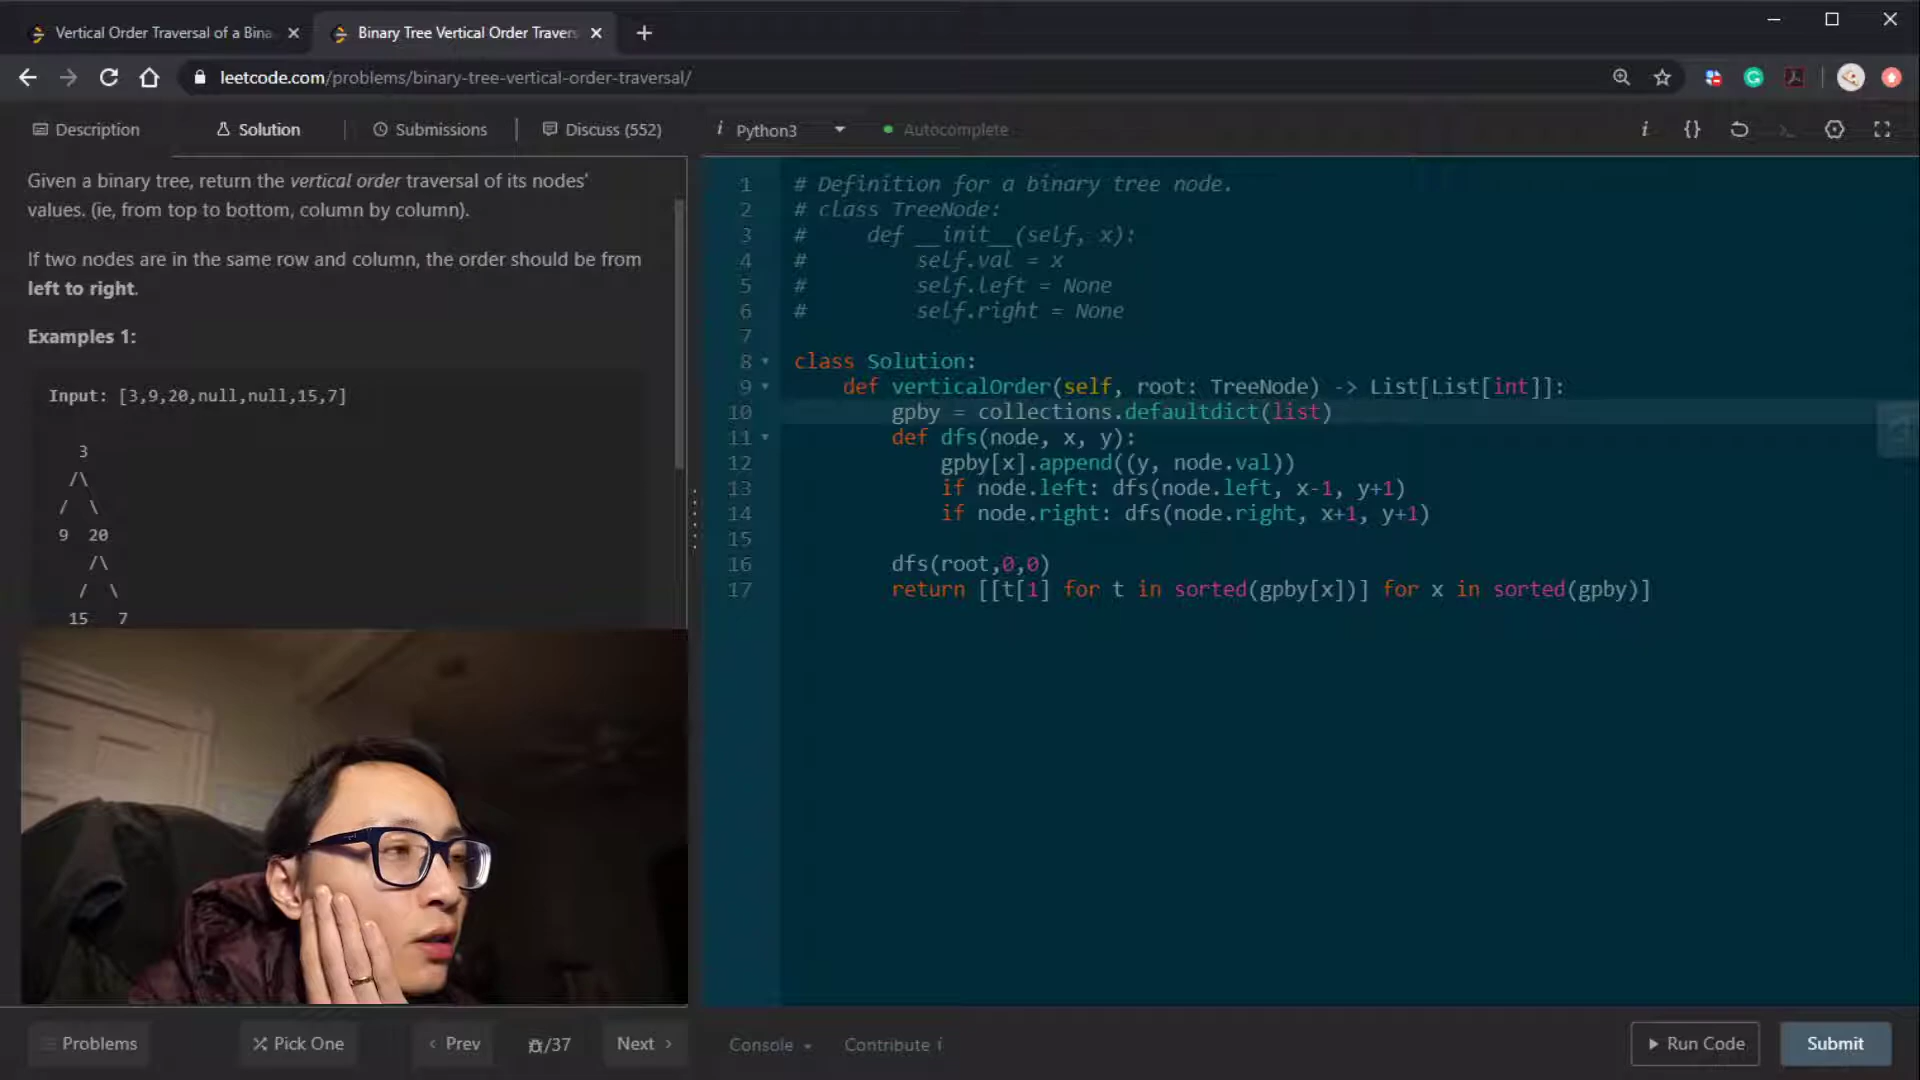 Vertical Order Traversal of a Bina
Binary Tree Vertical Order Travers
leetcode.com/problems/binary-tree-vertical-order-traversal/
Description
Solution
Submissions
Discuss (552)
i Python3
Autocomplete
i {}
Given a binary tree, return the vertical order traversal of its nodes'
values. (ie, from top to bottom, column by column).
If two nodes are in the same row and column, the order should be from
left to right.
Examples 1:
Input: [3,9,20,null,null,15,7]
3
/\
/ \
9 20
/\
/ \
15 7
1 # Definition for a binary tree node.
2 # class TreeNode:
3 # def __init__(self, x):
4 # self.val = x
5 # self.left = None
6 # self.right = None
7
8 class Solution:
9 def verticalOrder(self, root: TreeNode) -> List[List[int]]:
10 gpby = collections.defaultdict(list)
11 def dfs(node, x, y):
12 gpby[x].append((y, node.val))
13 if node.left: dfs(node.left, x-1, y+1)
14 if node.right: dfs(node.right, x+1, y+1)
15
16 dfs(root,0,0)
17 return [[t[1] for t in sorted(gpby[x])] for x in sorted(gpby)]
Problems
Pick One
Prev
/37
Next
Console
Contribute i
Run Code
Submit